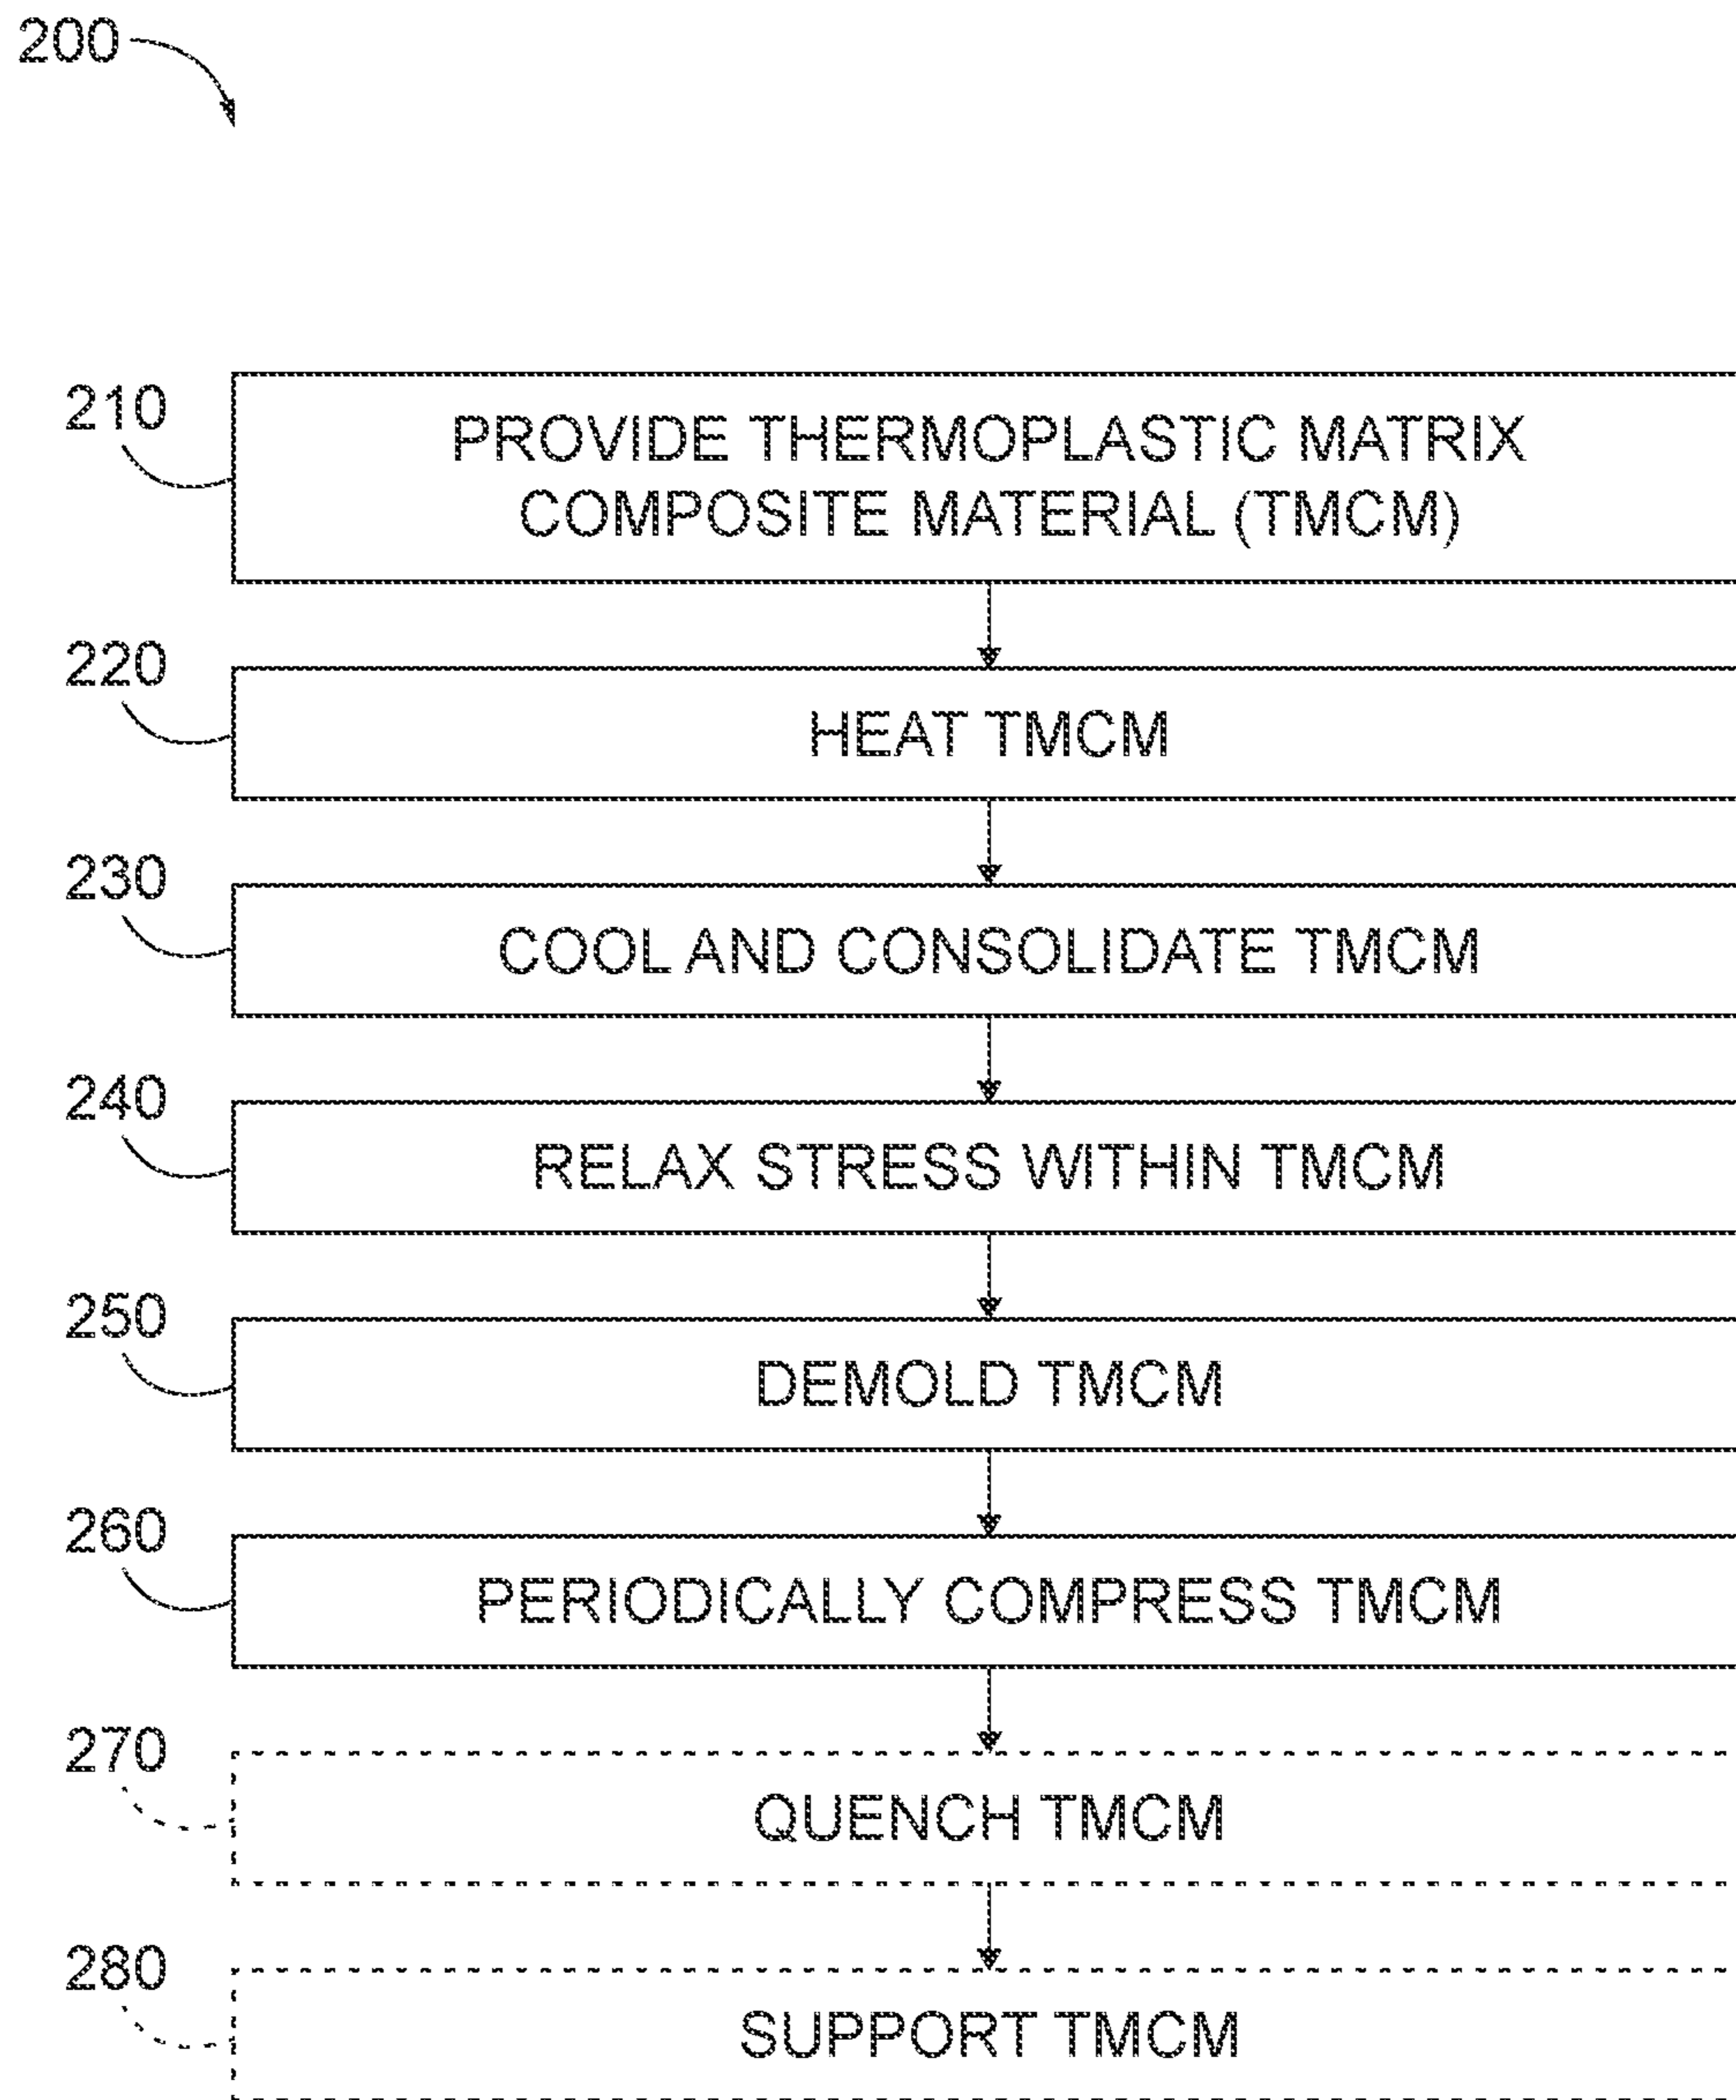 200
210
PROVIDE THERMOPLASTIC MATRIX
COMPOSITE MATERIAL (TMCM)
220
HEAT TMCM
230
COOL AND CONSOLIDATE TMCM
240
RELAX STRESS WITHIN TMCM
250
DEMOLD TMCM
260
PERIODICALLY COMPRESS TMCM
270
QUENCH TMCM
280
SUPPORT TMCM